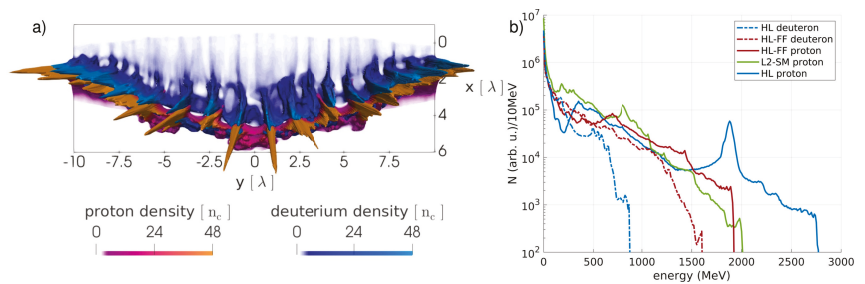 a)
0
2
4
6
x [ λ ]
-10 -7.5 -5 -2.5 0 2.5 5 7.5
y [ λ ]
proton density [ n_c ]
0 24 48
deuterium density [ n_c ]
0 24 48
b)
HL deuteron
HL-FF deuteron
HL-FF proton
L2-SM proton
HL proton
N (arb. u.)/10MeV
10^7
10^6
10^5
10^4
10^3
10^2
0 500 1000 1500 2000 2500 3000
energy (MeV)